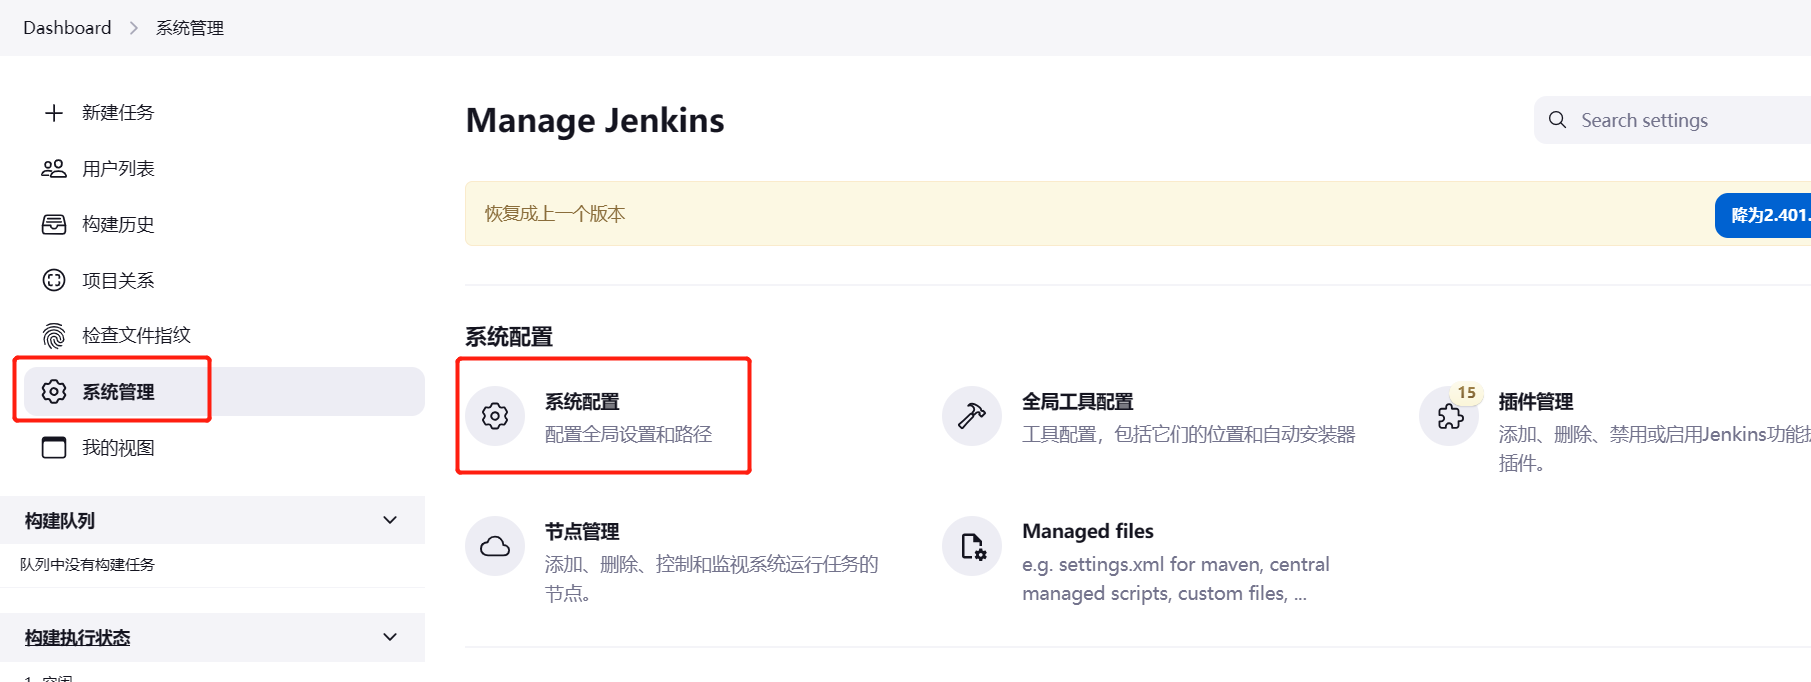 Dashboard > 系统管理
新建任务
用户列表
构建历史
项目关系
检查文件指纹
系统管理
我的视图
构建队列
队列中没有构建任务
构建执行状态
Manage Jenkins
Search settings
恢复成上一个版本
降为2.401.
系统配置
系统配置
配置全局设置和路径
全局工具配置
工具配置，包括它们的位置和自动安装器
15
插件管理
添加、删除、禁用或启用Jenkins功能
插件。
节点管理
添加、删除、控制和监视系统运行任务的
节点。
Managed files
e.g. settings.xml for maven, central
managed scripts, custom files, ...